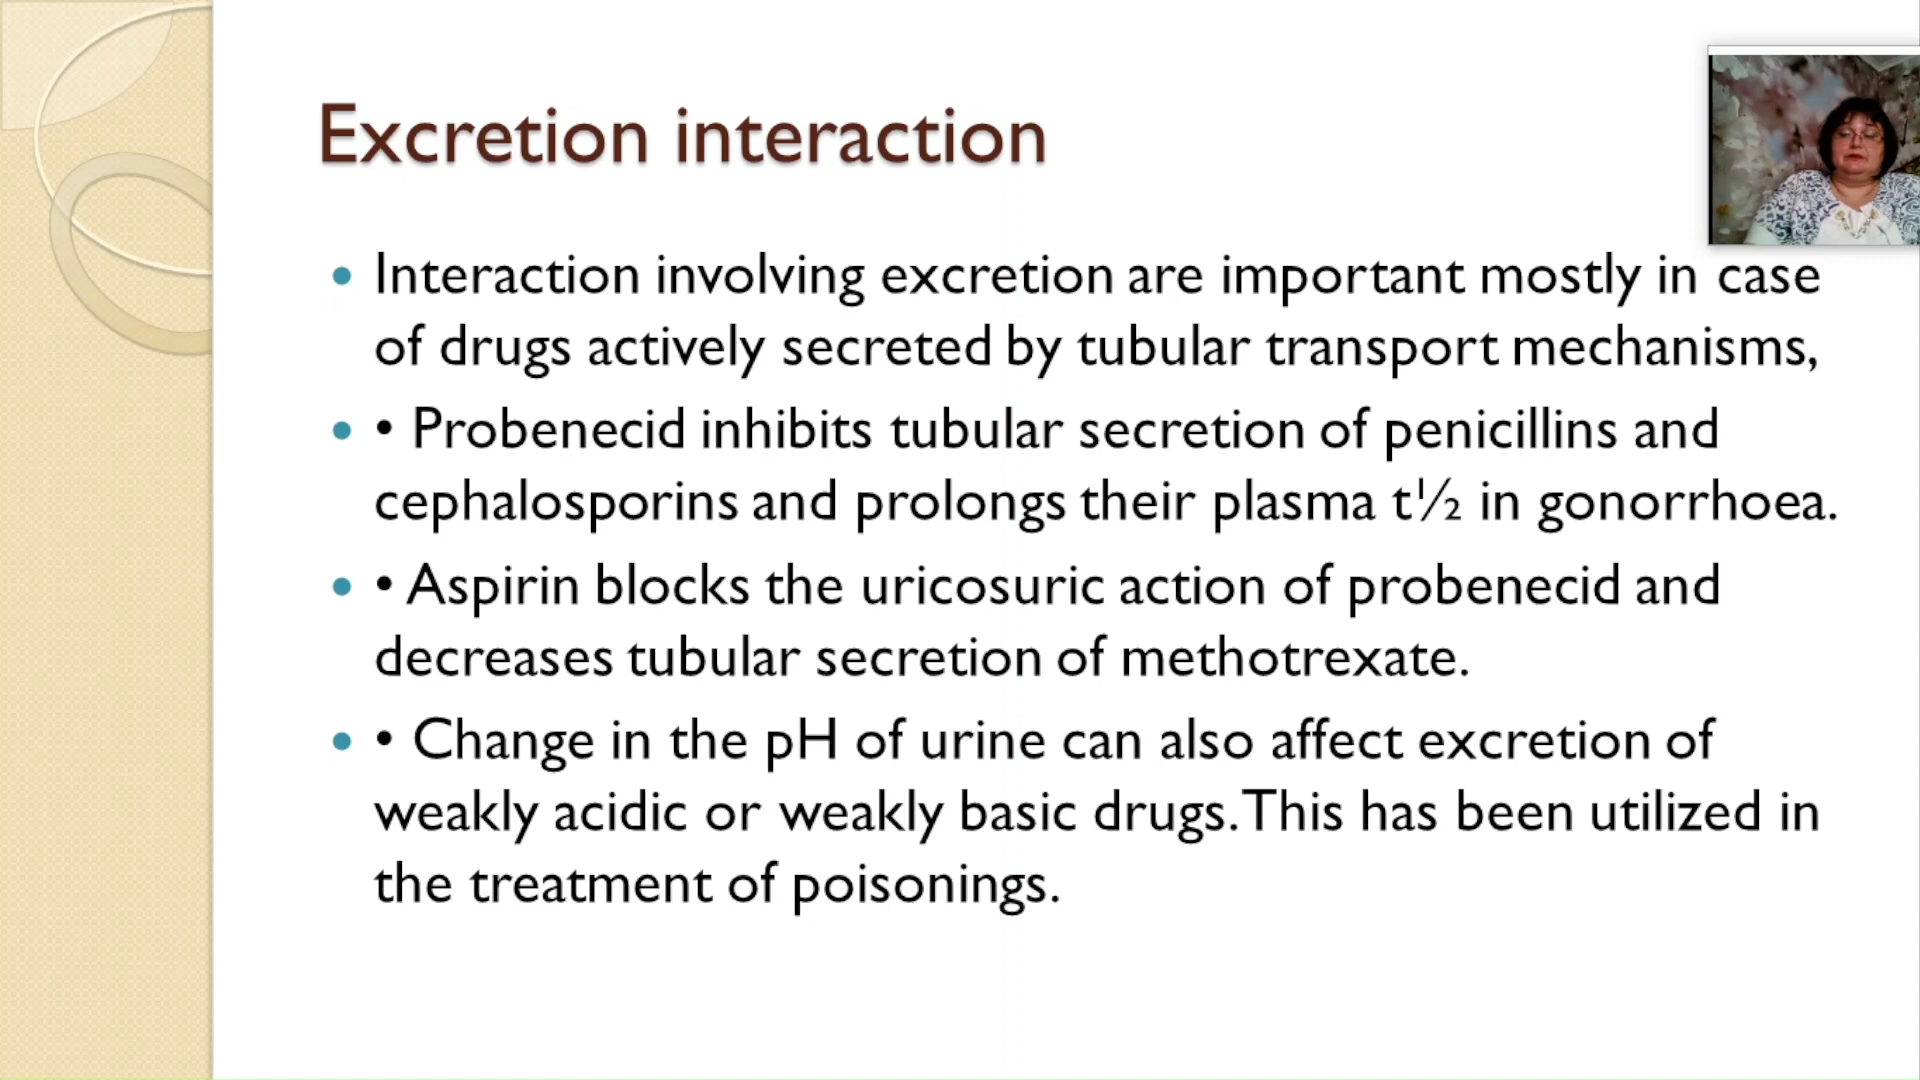 Excretion interaction
• Interaction involving excretion are important mostly in case
of drugs actively secreted by tubular transport mechanisms,
• • Probenecid inhibits tubular secretion of penicillins and
cephalosporins and prolongs their plasma t½ in gonorrhoea.
• • Aspirin blocks the uricosuric action of probenecid and
decreases tubular secretion of methotrexate.
• • Change in the pH of urine can also affect excretion of
weakly acidic or weakly basic drugs. This has been utilized in
the treatment of poisonings.